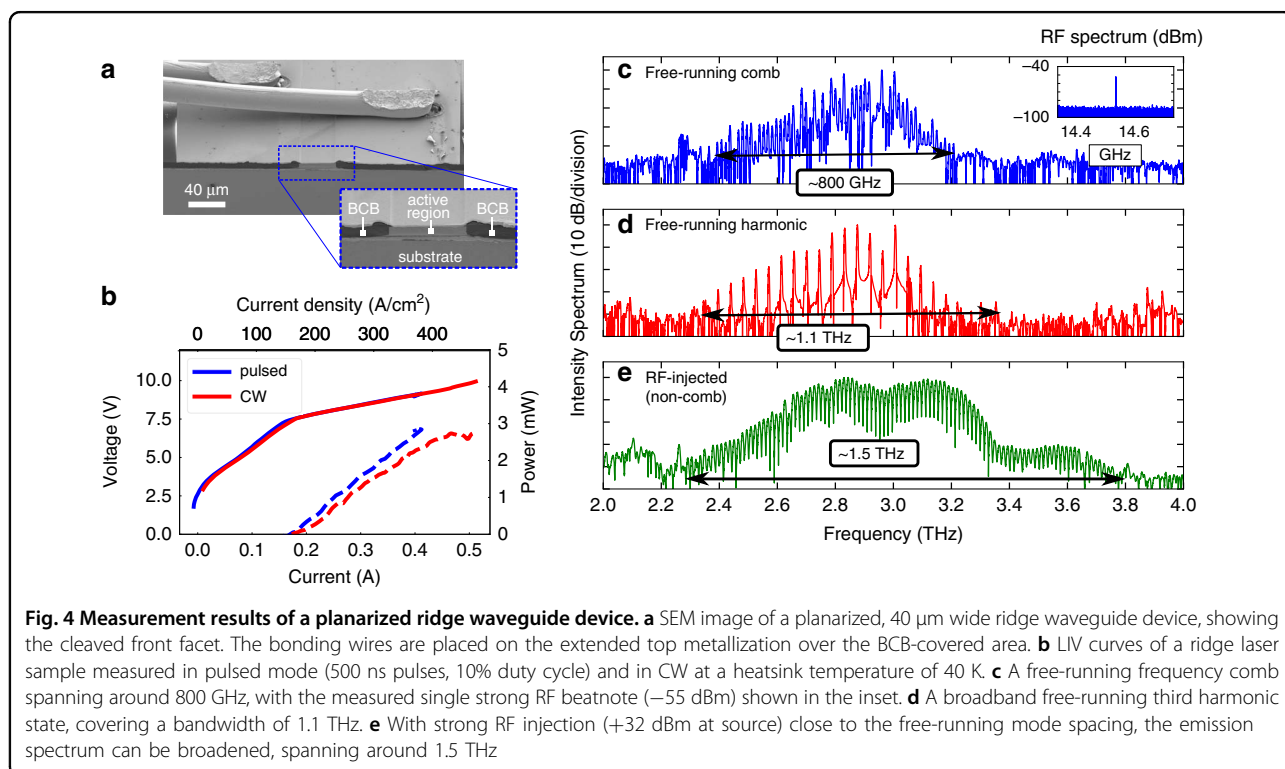 a
40 μm
BCB
active
region
BCB
substrate
b
Current density (A/cm²)
0 100 200 300 400
pulsed
CW
Voltage (V)
10.0
7.5
5.0
2.5
0.0
Power (mW)
5
4
3
2
1
0
0.0 0.1 0.2 0.3 0.4 0.5
Current (A)
RF spectrum (dBm)
c Free-running comb
−40
−100
14.4 14.6
GHz
~800 GHz
d Free-running harmonic
~1.1 THz
e RF-injected
(non-comb)
~1.5 THz
Intensity Spectrum (10 dB/division)
2.0 2.2 2.4 2.6 2.8 3.0 3.2 3.4 3.6 3.8 4.0
Frequency (THz)
Fig. 4 Measurement results of a planarized ridge waveguide device. a SEM image of a planarized, 40 μm wide ridge waveguide device, showing
the cleaved front facet. The bonding wires are placed on the extended top metallization over the BCB-covered area. b LIV curves of a ridge laser
sample measured in pulsed mode (500 ns pulses, 10% duty cycle) and in CW at a heatsink temperature of 40 K. c A free-running frequency comb
spanning around 800 GHz, with the measured single strong RF beatnote (−55 dBm) shown in the inset. d A broadband free-running third harmonic
state, covering a bandwidth of 1.1 THz. e With strong RF injection (+32 dBm at source) close to the free-running mode spacing, the emission
spectrum can be broadened, spanning around 1.5 THz